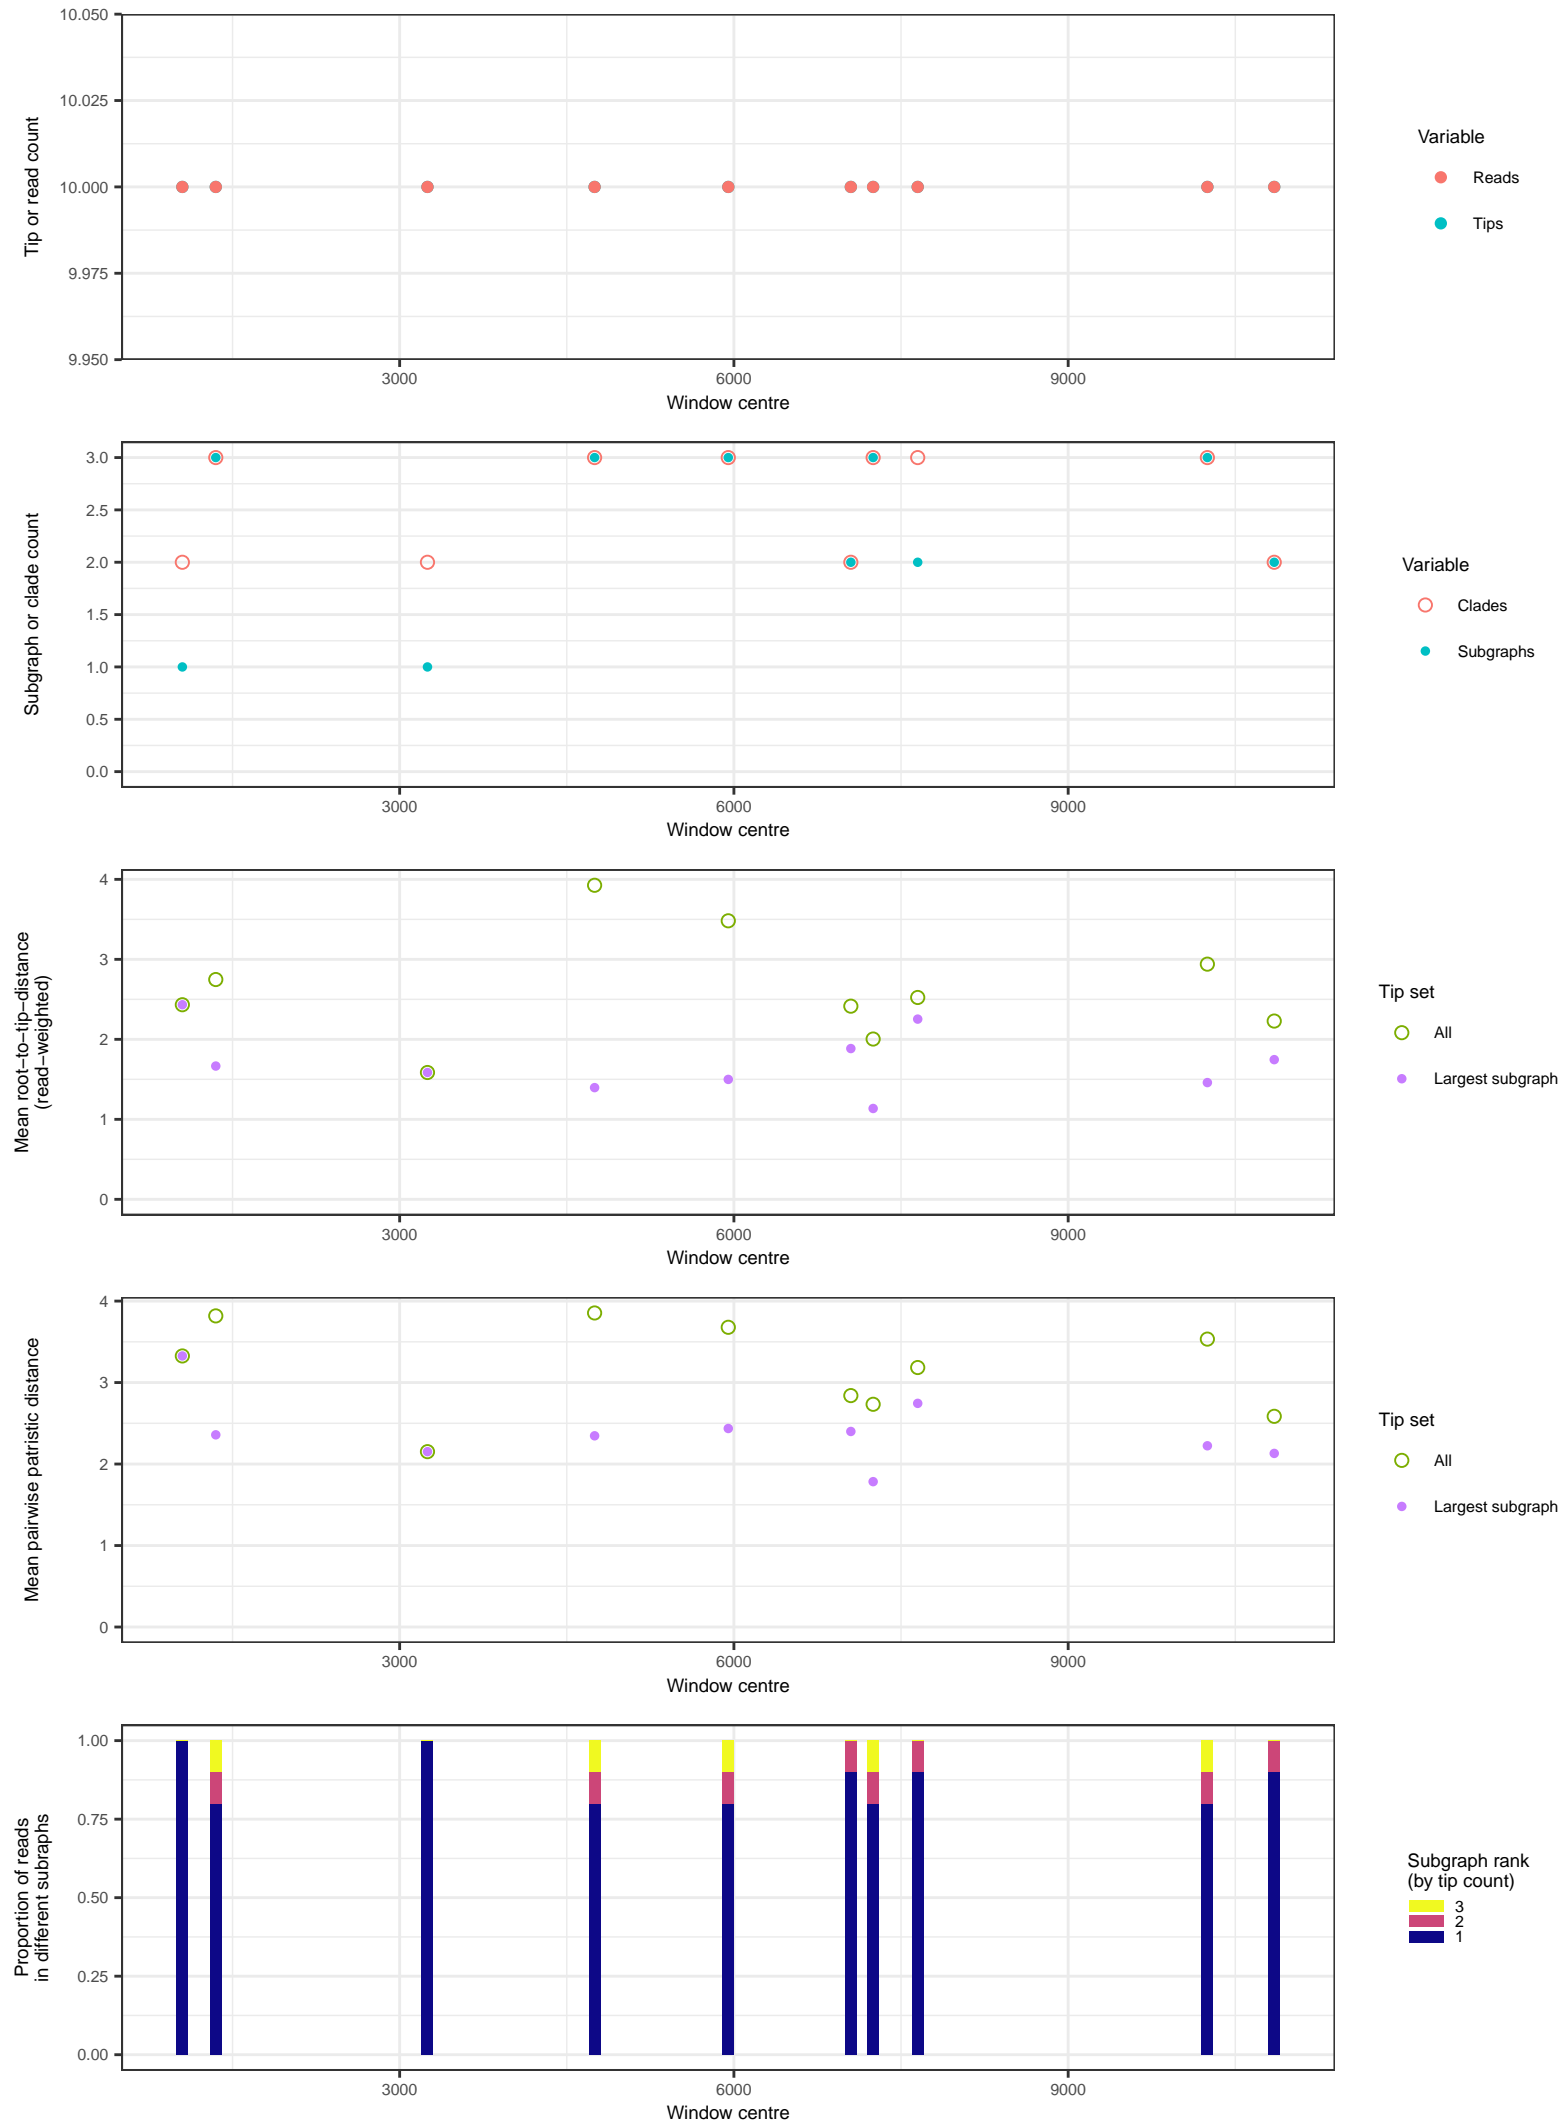 10.050
10.025
10.000
9.975
9.950
Tip or read count
3000
6000
9000
Window centre
Variable
Reads
Tips
3.0
2.5
2.0
1.5
1.0
0.5
0.0
Subgraph or clade count
3000
6000
9000
Window centre
Variable
Clades
Subgraphs
4
3
2
1
0
Mean root−to−tip−distance
(read−weighted)
3000
6000
9000
Window centre
Tip set
All
Largest subgraph
4
3
2
1
0
Mean pairwise patristic distance
3000
6000
9000
Window centre
Tip set
All
Largest subgraph
1.00
0.75
0.50
0.25
0.00
Proportion of reads
in different subraphs
3000
6000
9000
Window centre
Subgraph rank
(by tip count)
3
2
1